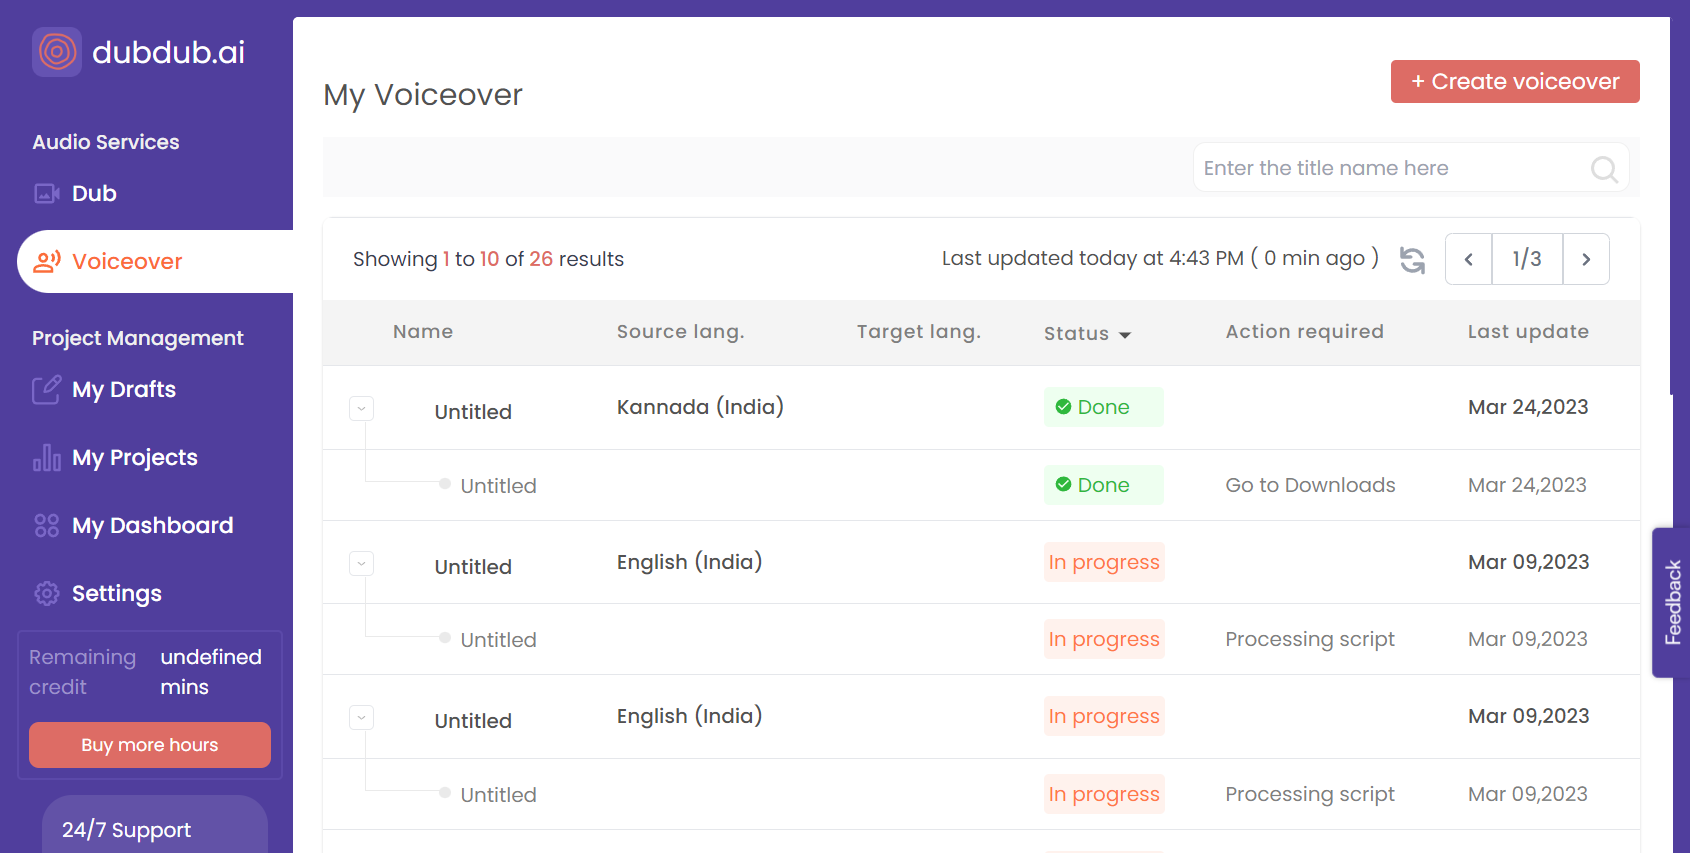 dubdub.ai
Audio Services
Dub
Voiceover
Project Management
My Drafts
My Projects
My Dashboard
Settings
Remaining credit
undefined mins
Buy more hours
24/7 Support
My Voiceover
+ Create voiceover
Enter the title name here
Showing 1 to 10 of 26 results
Last updated today at 4:43 PM ( 0 min ago )
1/3
Name Source lang. Target lang. Status Action required Last update
Untitled Kannada (India) Done Mar 24,2023
Untitled Done Go to Downloads Mar 24,2023
Untitled English (India) In progress Mar 09,2023
Untitled In progress Processing script Mar 09,2023
Untitled English (India) In progress Mar 09,2023
Untitled In progress Processing script Mar 09,2023
Feedback